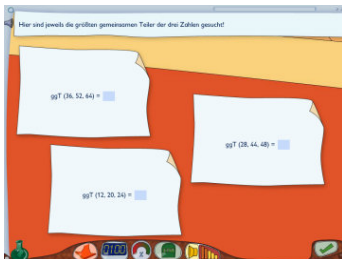 Hier sind jeweils die größten gemeinsamen Teiler der drei Zahlen gesucht!
ggT (36, 52, 64) =
ggT (28, 44, 48) =
ggT (12, 20, 24) =